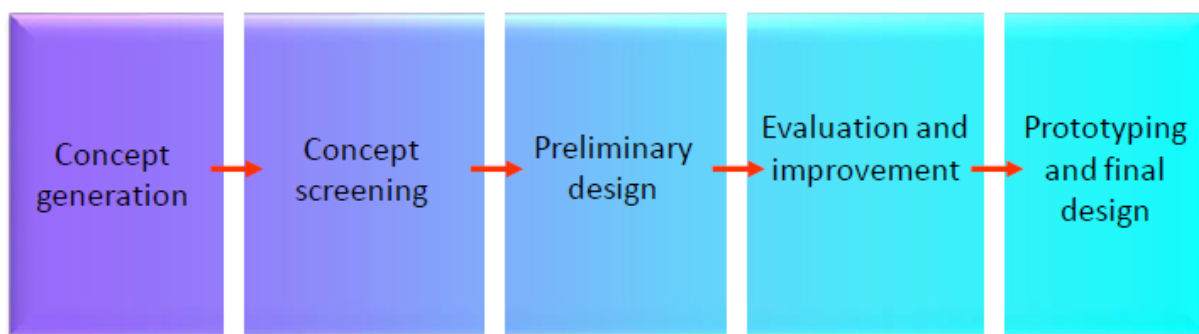 Concept
generation
Concept
screening
Preliminary
design
Evaluation and
improvement
Prototyping
and final
design